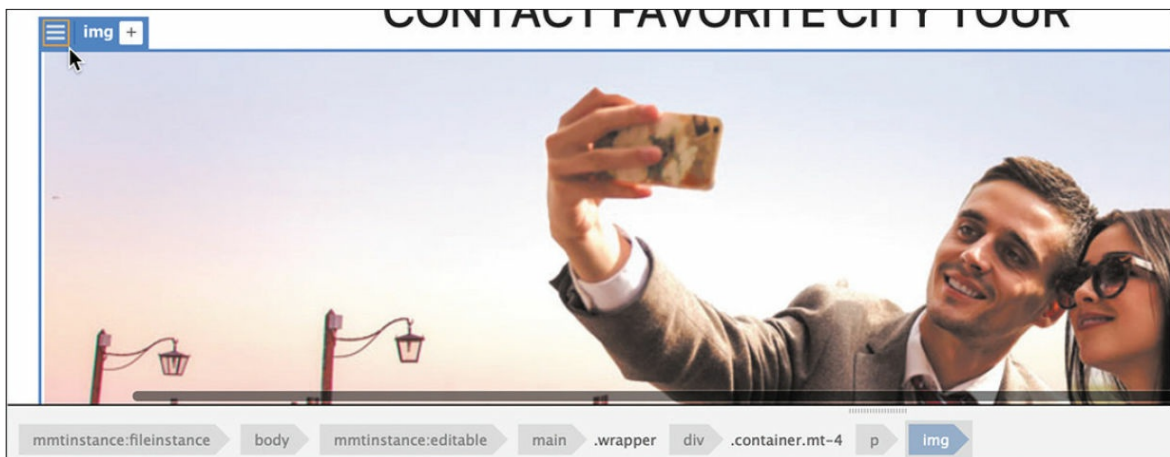 CONTACT FAVORITE CITY TOUR
img +
mmtinstance:fileinstance body mmtinstance:editable main .wrapper div .container.mt-4 p img